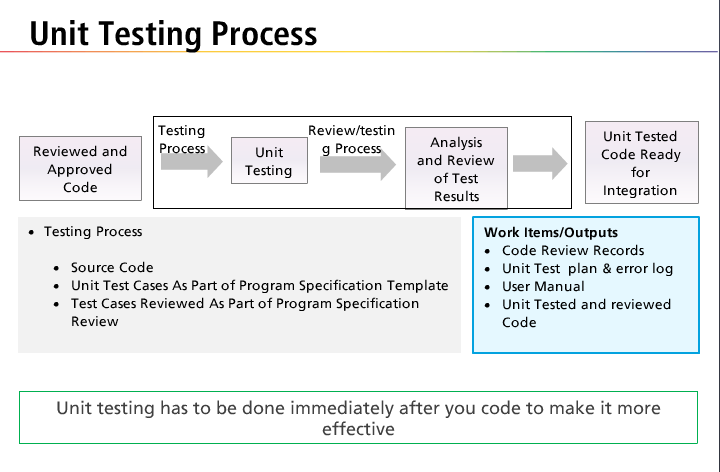 Unit Testing Process
Reviewed and
Approved
Code
Testing
Process
Unit
Testing
Review/testin
g Process
Analysis
and Review
of Test
Results
Unit Tested
Code Ready
for
Integration
• Testing Process
• Source Code
• Unit Test Cases As Part of Program Specification Template
• Test Cases Reviewed As Part of Program Specification
Review
Work Items/Outputs
• Code Review Records
• Unit Test plan & error log
• User Manual
• Unit Tested and reviewed
Code
Unit testing has to be done immediately after you code to make it more
effective